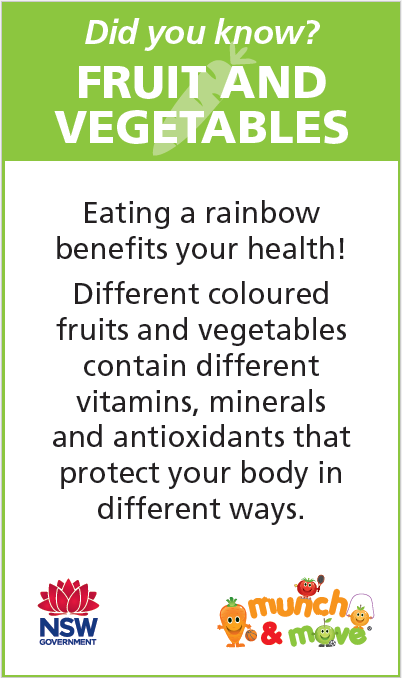 Did you know?
FRUIT AND
VEGETABLES
Eating a rainbow
benefits your health!
Different coloured
fruits and vegetables
contain different
vitamins, minerals
and antioxidants that
protect your body in
different ways.
NSW
GOVERNMENT
munch
& move®